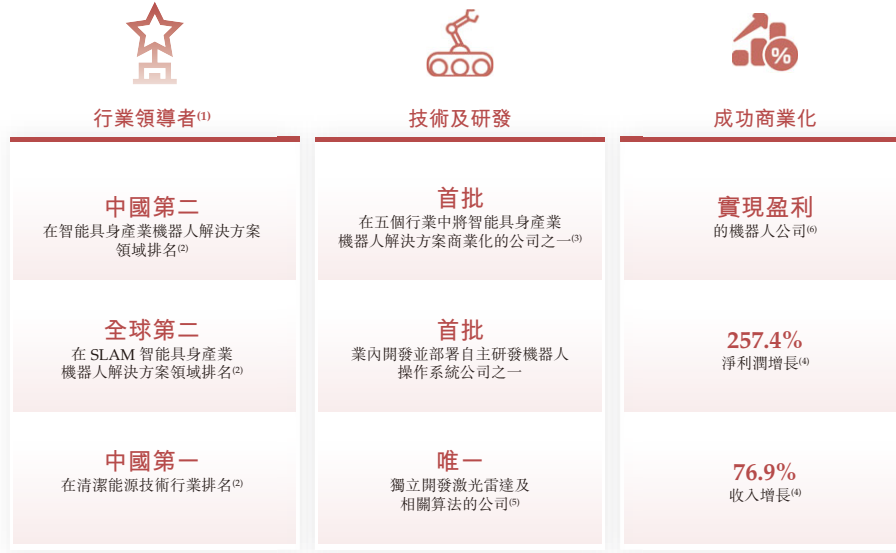 行業領導者(1)
中國第二
在智能具身產業機器人解決方案
領域排名(2)
全球第二
在 SLAM 智能具身產業
機器人解決方案領域排名(2)
中國第一
在清潔能源技術行業排名(2)
技術及研發
首批
在五個行業中將智能具身產業
機器人解決方案商業化的公司之一(3)
首批
業內開發並部署自主研發機器人
操作系統公司之一
唯一
獨立開發激光雷達及
相關算法的公司(5)
成功商業化
實現盈利
的機器人公司(6)
257.4%
淨利潤增長(4)
76.9%
收入增長(4)
%